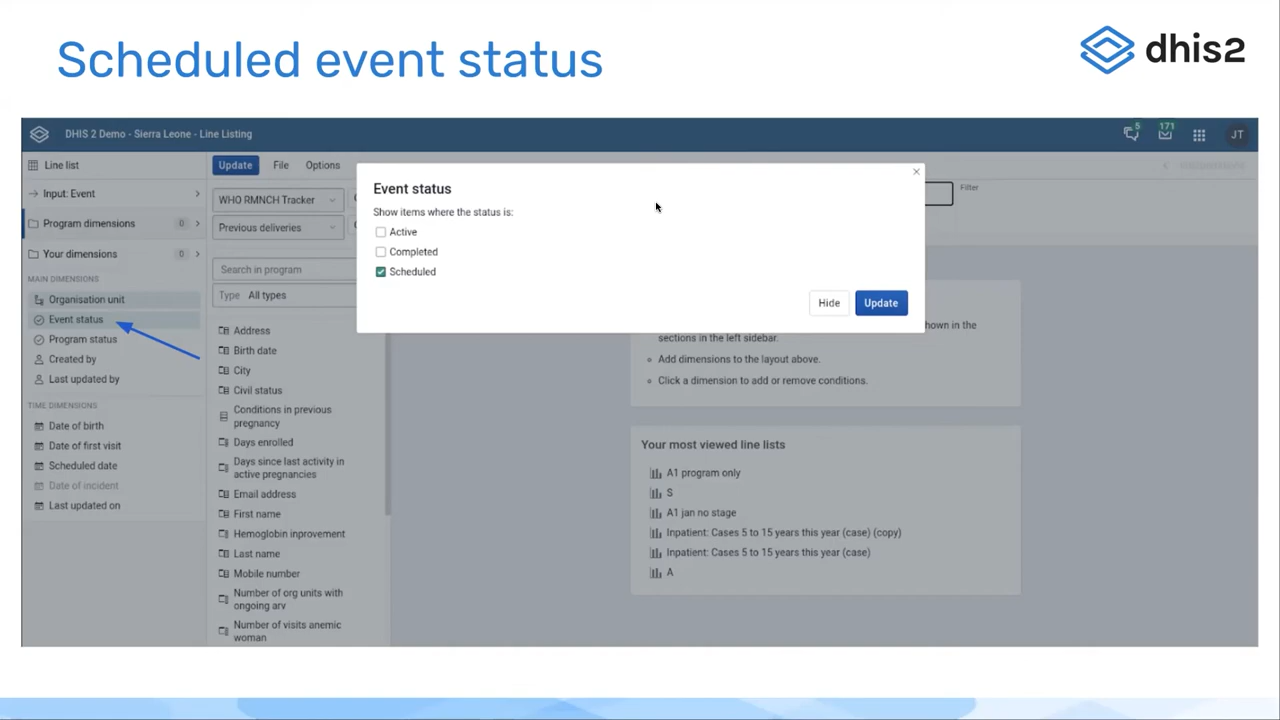 Scheduled event status
dhis2
DHIS 2 Demo - Sierra Leone - Line Listing
5
171
JT
Line list
Update
File
Options
Input: Event
Program dimensions
0
Your dimensions
0
MAIN DIMENSIONS
Organisation unit
Event status
Program status
Created by
Last updated by
TIME DIMENSIONS
Date of birth
Date of first visit
Scheduled date
Date of incident
Last updated on
WHO RMNCH Tracker
Previous deliveries
Search in program
Type All types
Address
Birth date
City
Civil status
Conditions in previous
pregnancy
Days enrolled
Days since last activity in
active pregnancies
Email address
First name
Hemoglobin inprovement
Last name
Mobile number
Number of org units with
ongoing arv
Number of visits anemic
woman
Event status
Show items where the status is:
Active
Completed
Scheduled
Hide
Update
Filter
in the
sections in the left sidebar.
Add dimensions to the layout above.
Click a dimension to add or remove conditions.
Your most viewed line lists
A1 program only
S
A1 jan no stage
Inpatient: Cases 5 to 15 years this year (case) (copy)
Inpatient: Cases 5 to 15 years this year (case)
A